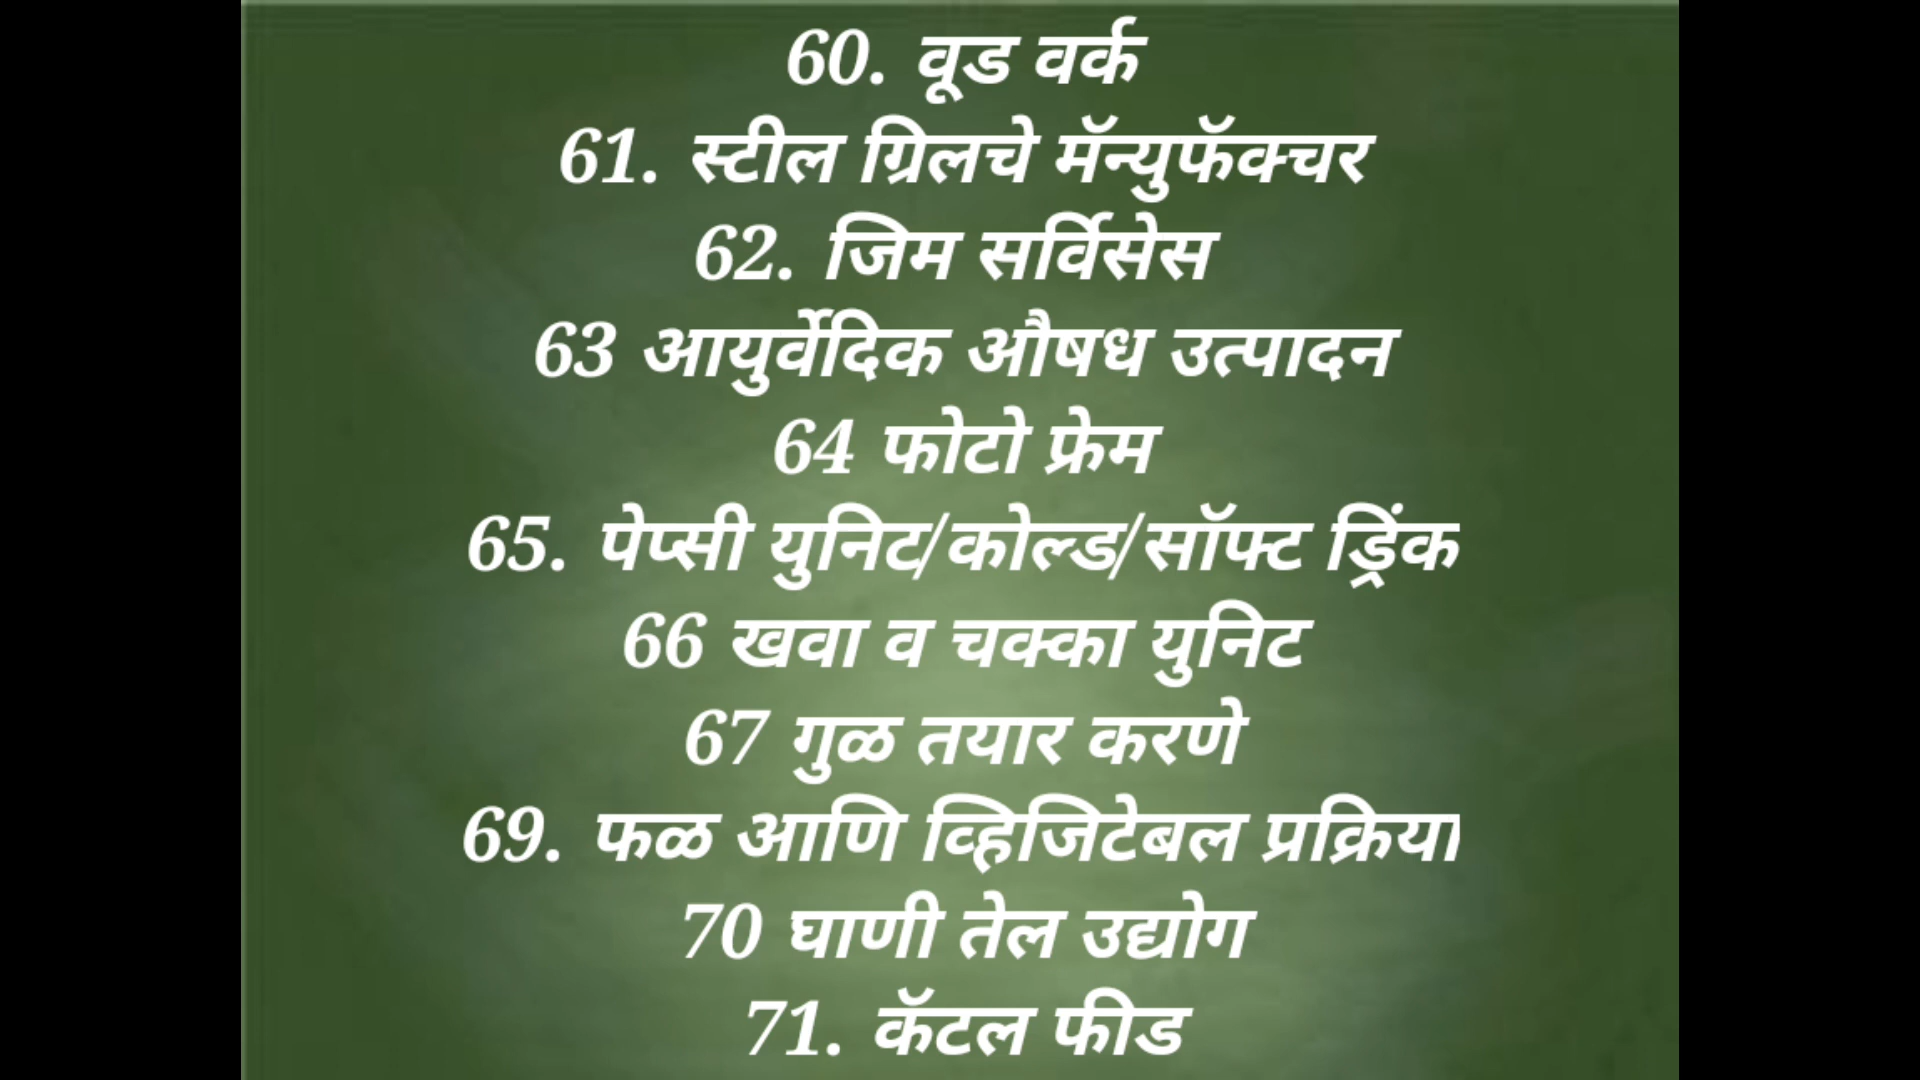 60. वूड वर्क
61. स्टील ग्रिलचे मॅन्युफॅक्चर
62. जिम सर्विसेस
63 आयुर्वेदिक औषध उत्पादन
64 फोटो फ्रेम
65. पेप्सी युनिट/कोल्ड/सॉफ्ट ड्रिंक
66 खवा व चक्का युनिट
67 गुळ तयार करणे
69. फळ आणि व्हिजिटेबल प्रक्रिया
70 घाणी तेल उद्योग
71. कॅटल फीड